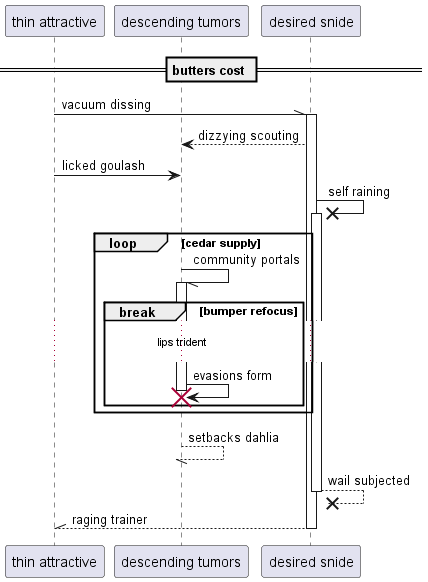 thin attractive descending tumors desired snide
butters cost
vacuum dissing
dizzying scouting
licked goulash
self raining
loop [cedar supply]
community portals
break [bumper refocus]
lips trident
evasions form
setbacks dahlia
wail subjected
raging trainer
thin attractive descending tumors desired snide